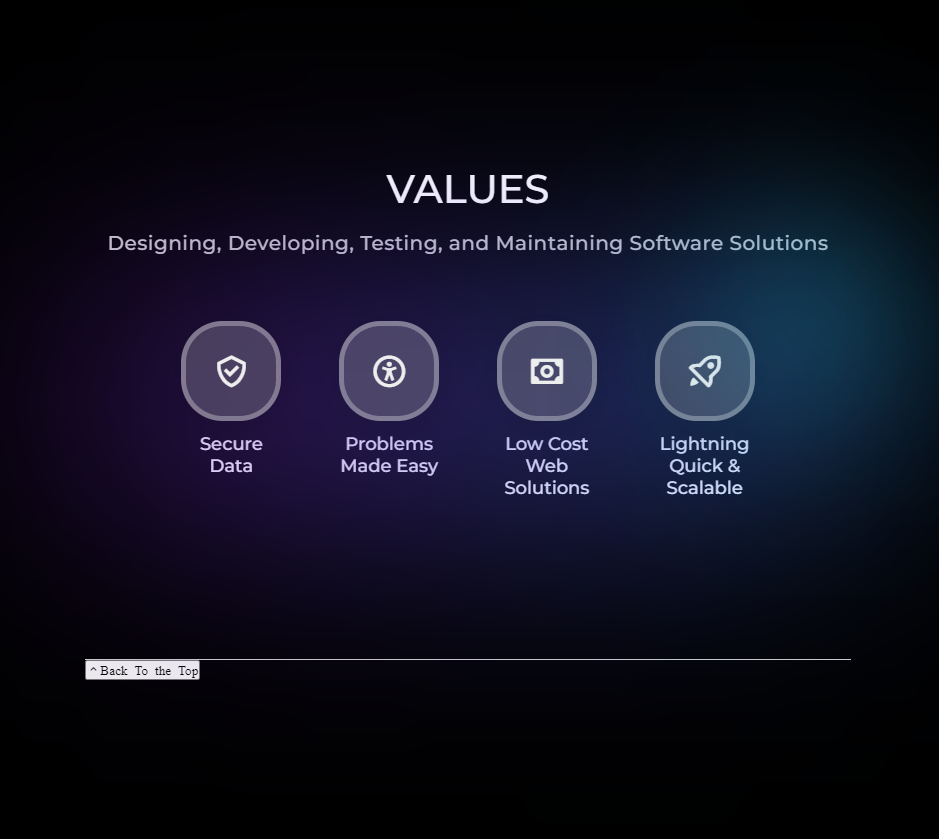 VALUES
Designing, Developing, Testing, and Maintaining Software Solutions
Secure
Data
Problems
Made Easy
Low Cost
Web
Solutions
Lightning
Quick &
Scalable
^ Back To the Top